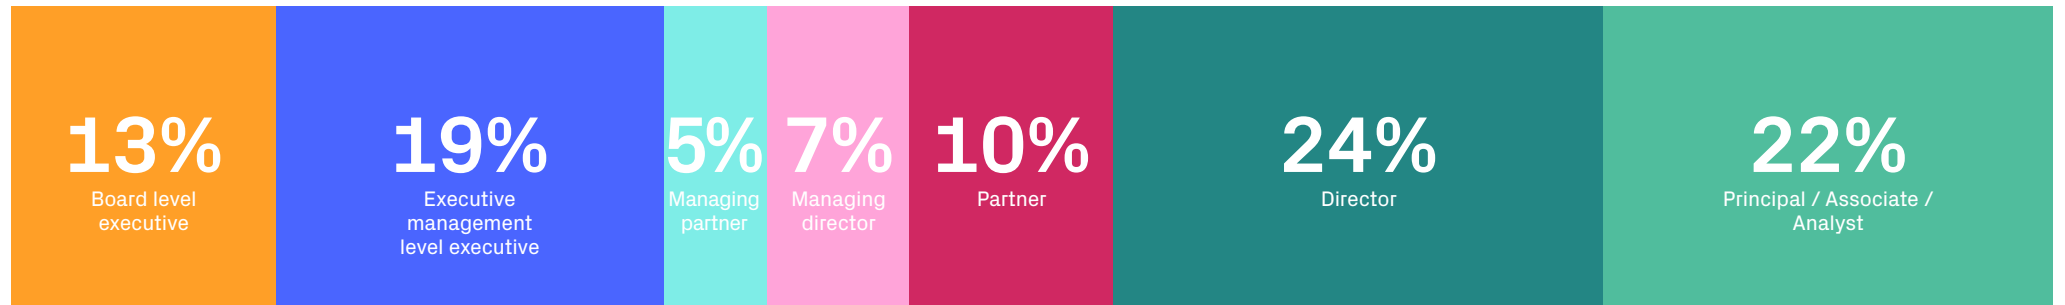 13%
Board level
executive
19%
Executive
management
level executive
5%
Managing
partner
7%
Managing
director
10%
Partner
24%
Director
22%
Principal / Associate /
Analyst